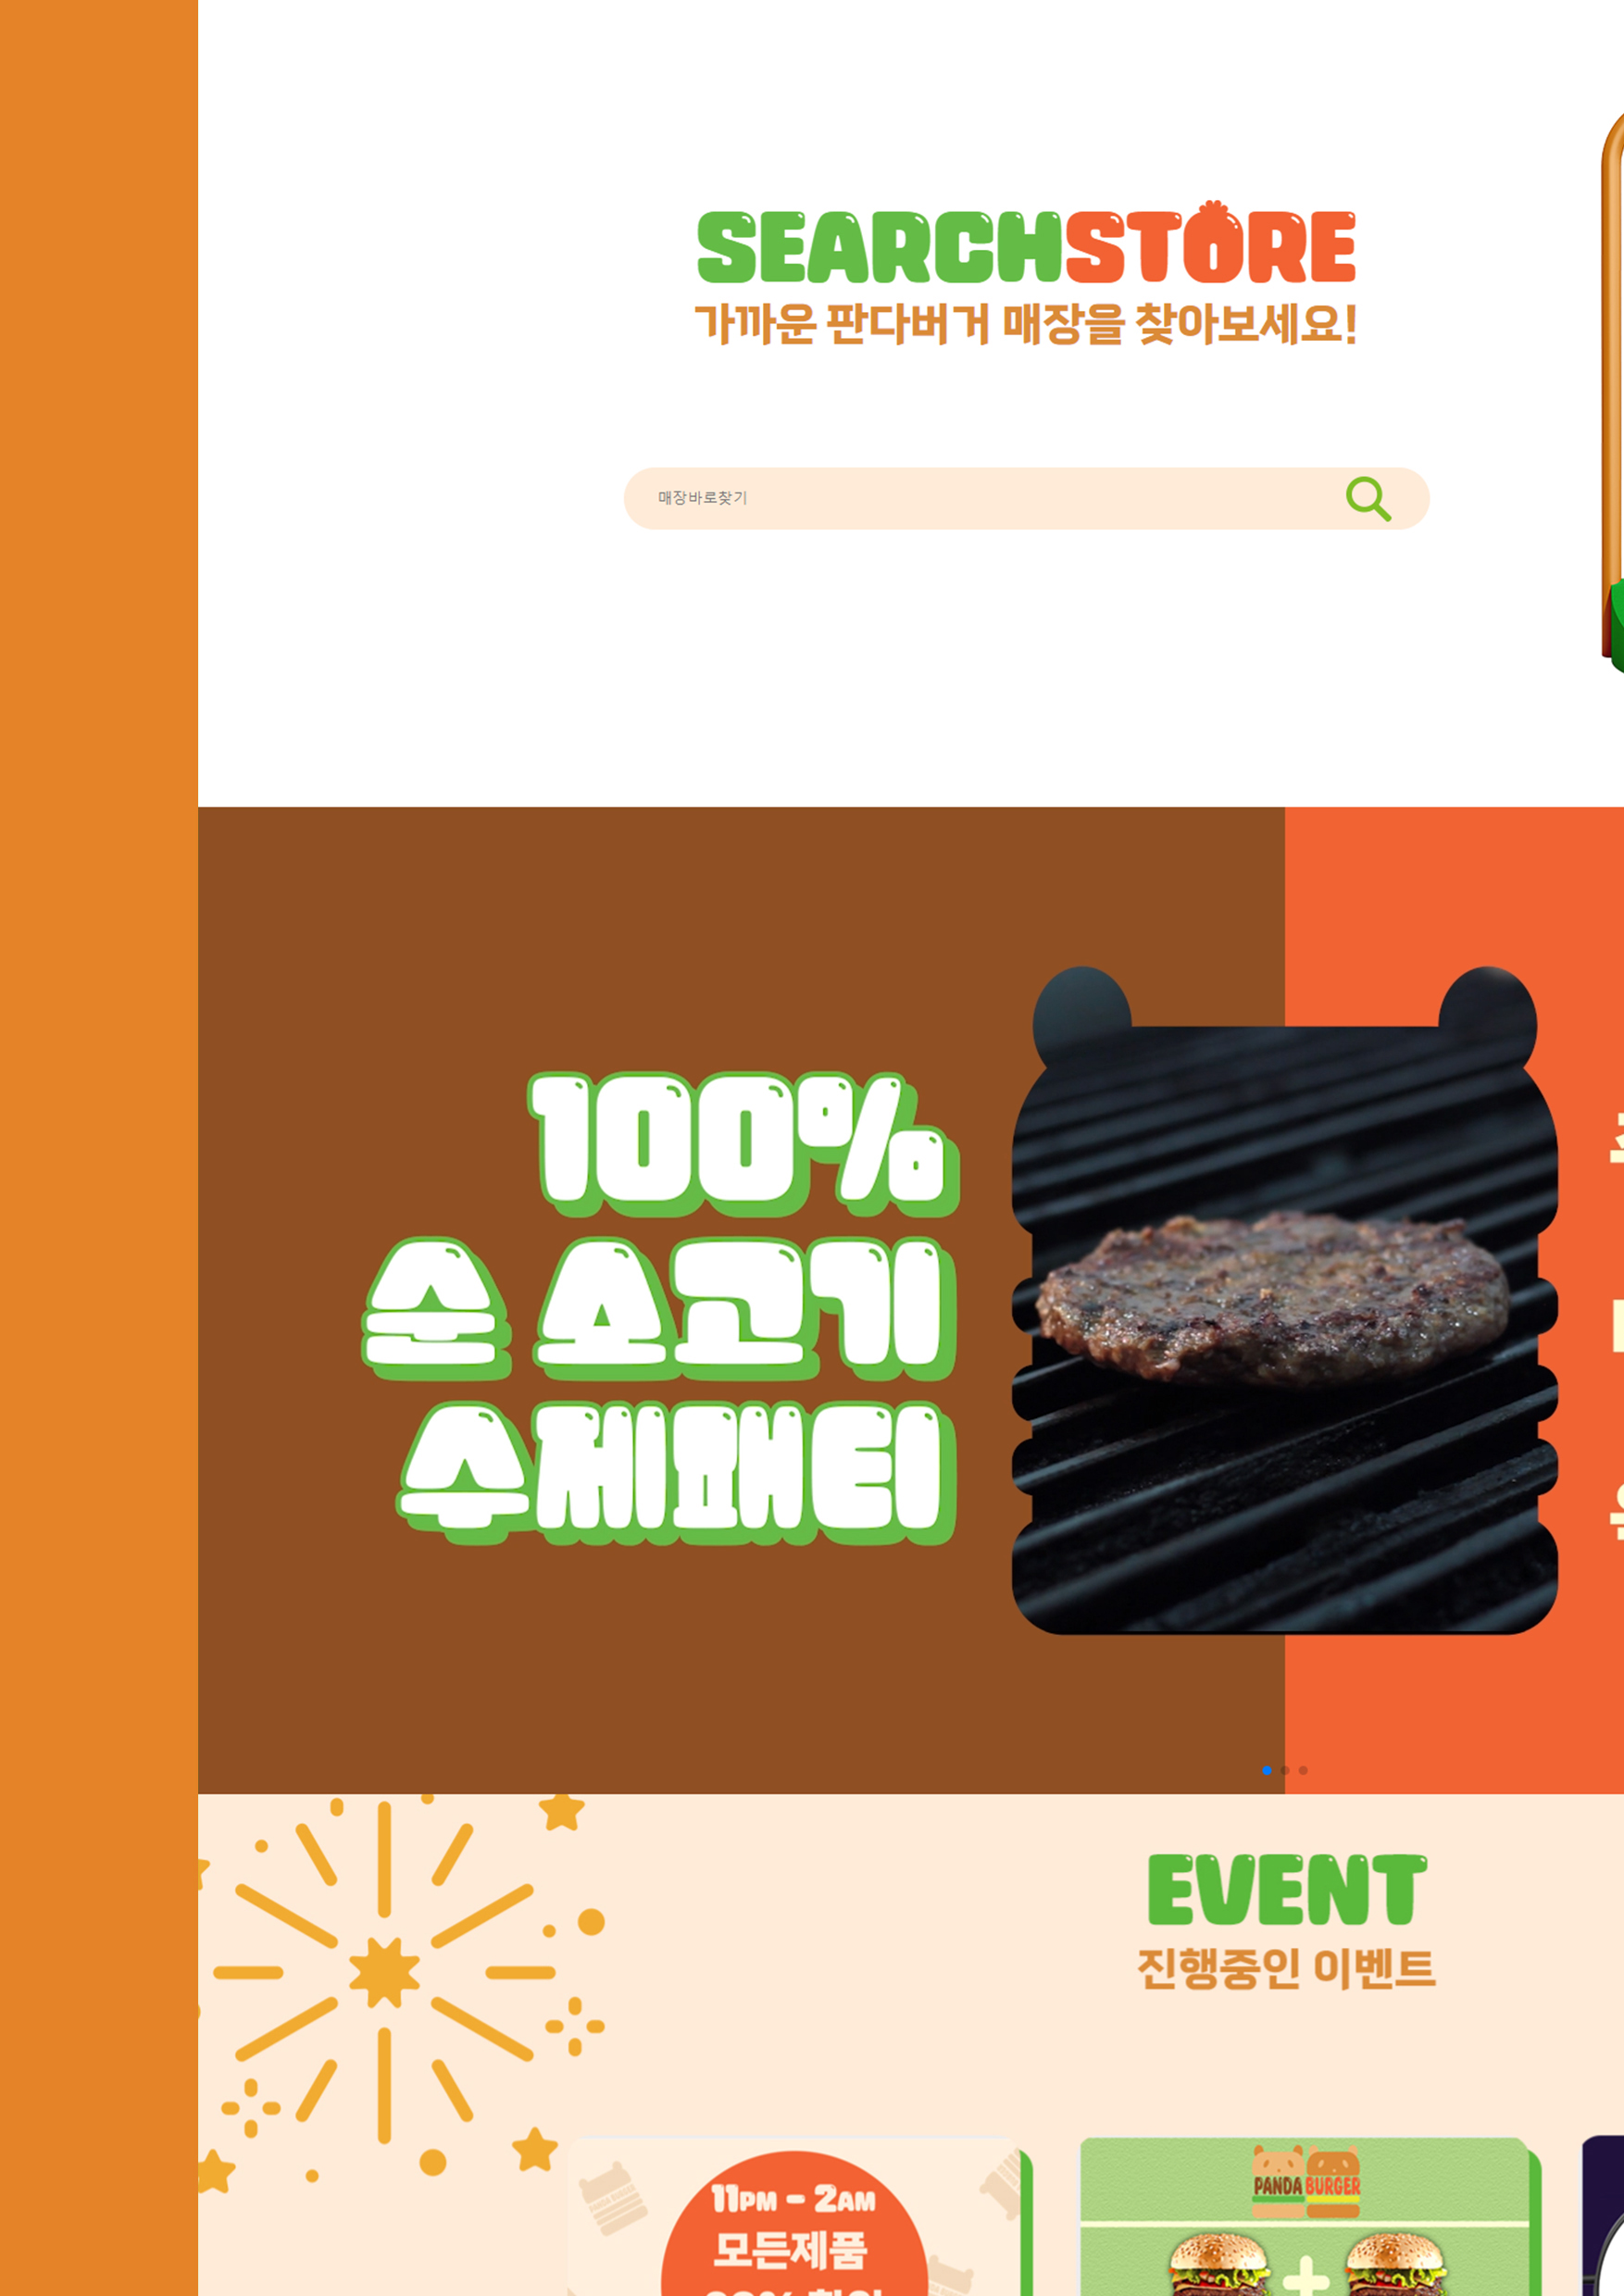 SEARCHSTORE
가까운 판다버거 매장을 찾아보세요!
매장바로찾기
100%
순 소고기
수제패티
EVENT
진행중인 이벤트
11PM - 2AM
모든제품
PANDA BURGER